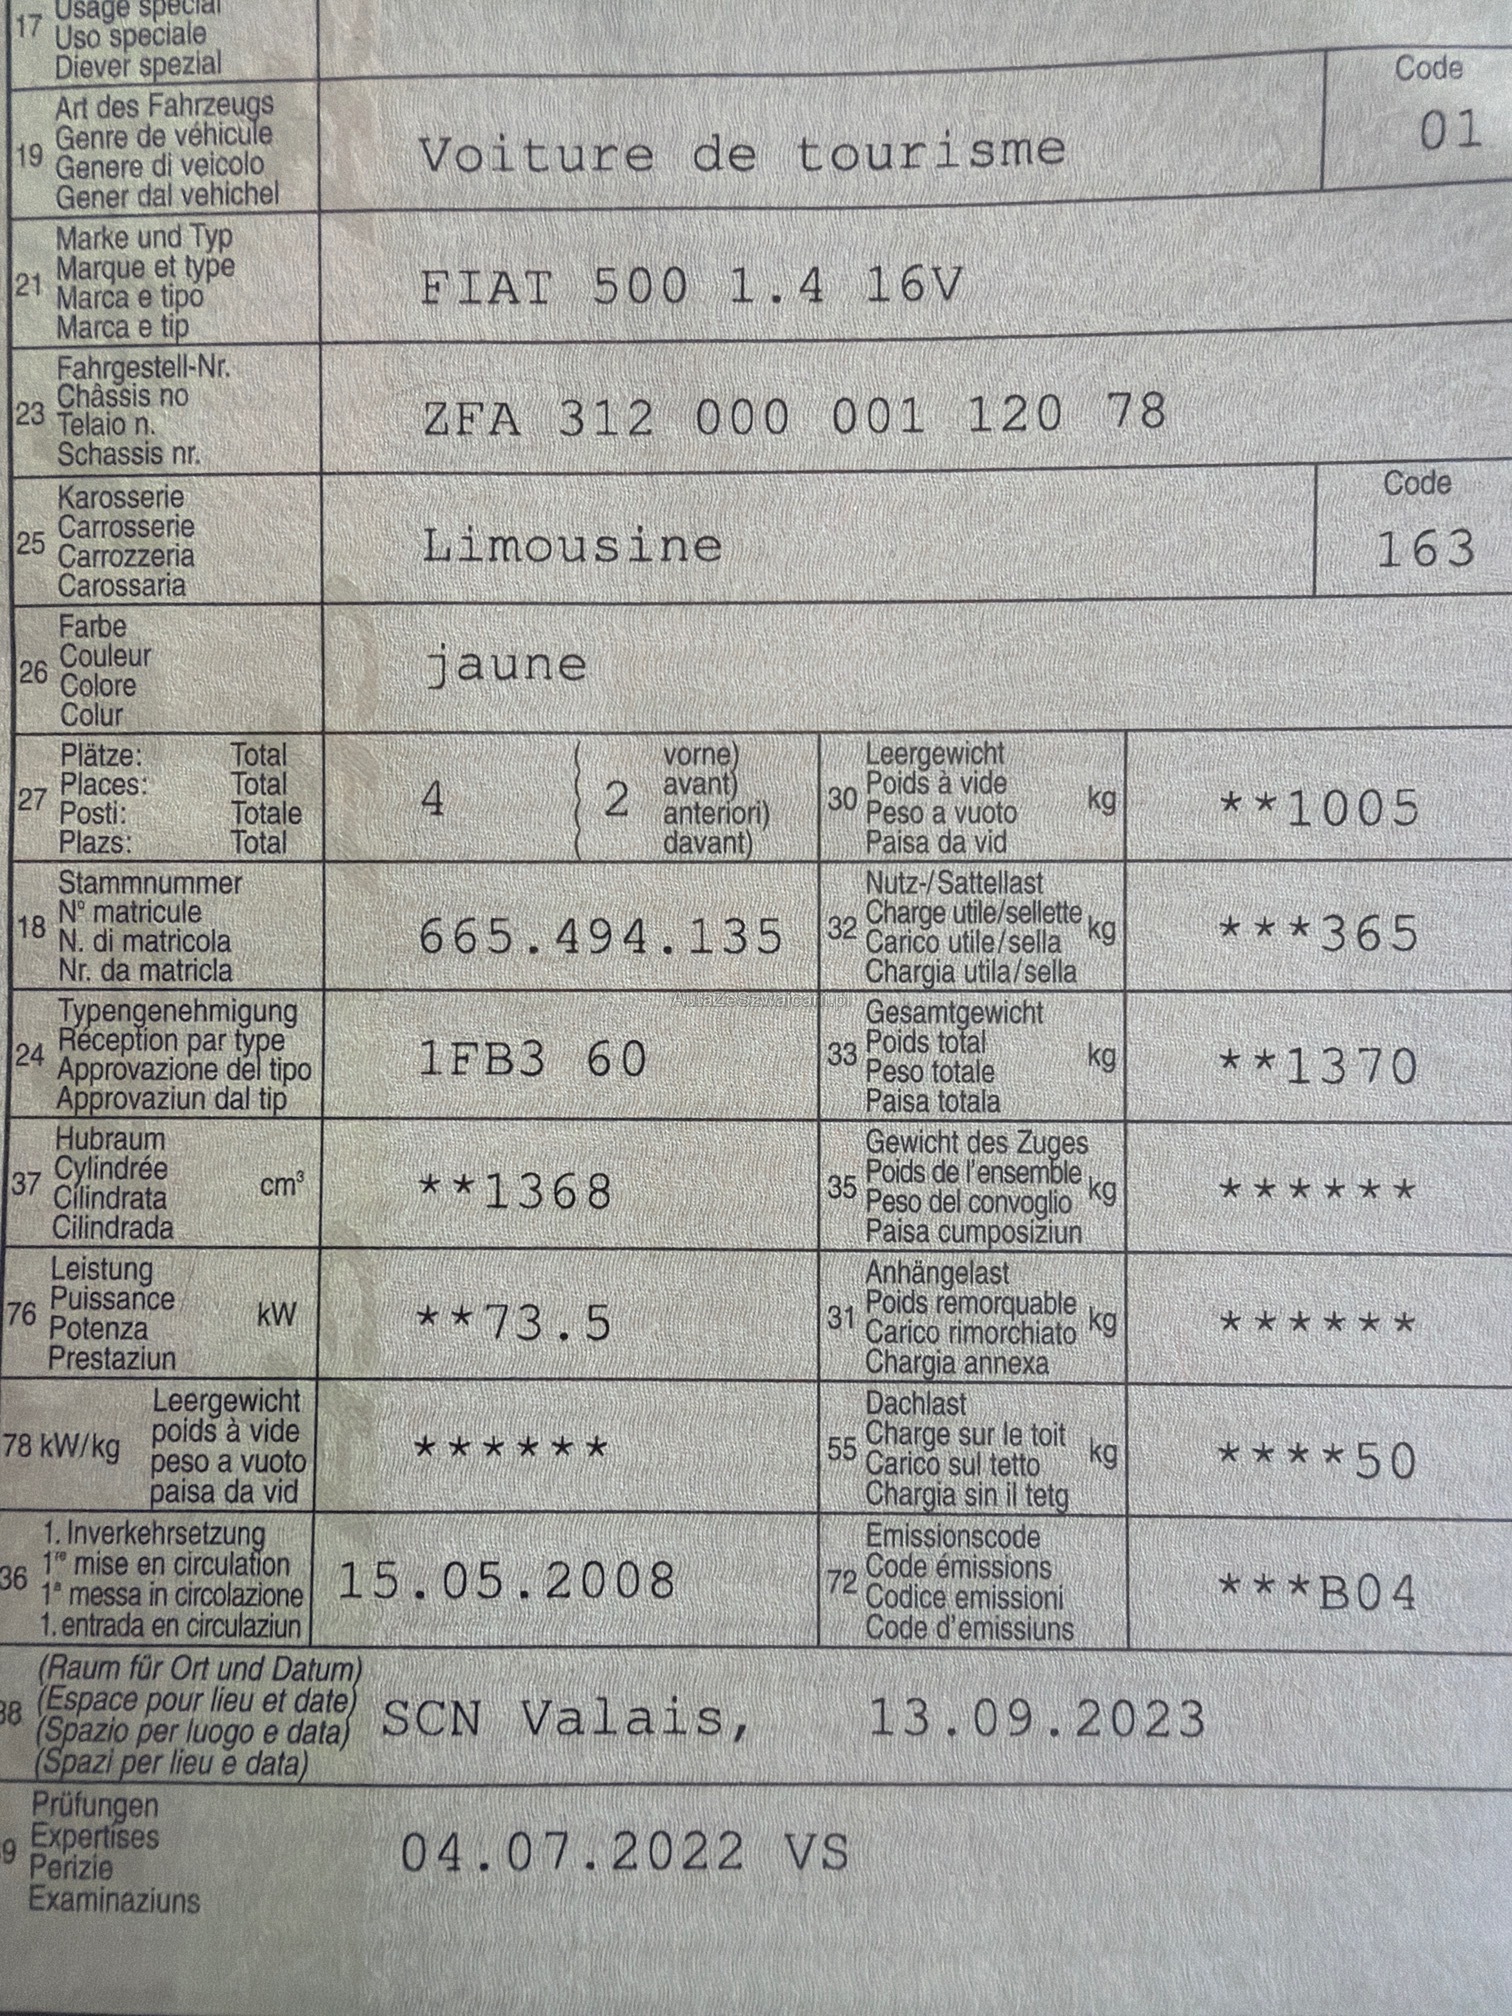 17 Usage spécial
Uso speciale
Diever spezial
19 Art des Fahrzeugs
Genre de véhicule
Genere di veicolo
Gener dal vehichel
Voiture de tourisme
Code
01
21 Marke und Typ
Marque et type
Marca e tipo
Marca e tip
FIAT 500 1.4 16V
23 Fahrgestell-Nr.
Châssis no
Telaio n.
Schassis nr.
ZFA 312 000 001 120 78
25 Karosserie
Carrosserie
Carrozzeria
Carossaria
Limousine
Code
163
26 Farbe
Couleur
Colore
Colur
jaune
27 Plätze: Total
Places: Total
Posti: Totale
Plazs: Total
4 2
vorne)
avant)
anteriori)
davant)
30 Leergewicht
Poids à vide
Peso a vuoto
Paisa da vid
kg
**1005
18 Stammnummer
N° matricule
N. di matricola
Nr. da matricla
665.494.135
32 Nutz-/Sattellast
Charge utile/sellette
Carico utile/sella
Chargia utila/sella
kg
***365
24 Typengenehmigung
Réception par type
Approvazione del tipo
Approvaziun dal tip
1FB3 60
33 Gesamtgewicht
Poids total
Peso totale
Paisa totala
kg
**1370
37 Hubraum
Cylindrée
Cilindrata
Cilindrada
cm³
**1368
35 Gewicht des Zuges
Poids de l'ensemble
Peso del convoglio
Paisa cumposiziun
kg
******
76 Leistung
Puissance
Potenza
Prestaziun
kW
**73.5
31 Anhängelast
Poids remorquable
Carico rimorchiato
Chargia annexa
kg
******
78 kW/kg
Leergewicht
poids à vide
peso a vuoto
paisa da vid
******
55 Dachlast
Charge sur le toit
Carico sul tetto
Chargia sin il tetg
kg
****50
36 1. Inverkehrsetzung
1re mise en circulation
1a messa in circolazione
1. entrada en circulaziun
15.05.2008
72 Emissionscode
Code émissions
Codice emissioni
Code d'emissiuns
***B04
38 (Raum für Ort und Datum)
(Espace pour lieu et date)
(Spazio per luogo e data)
(Spazi per lieu e data)
SCN Valais, 13.09.2023
9 Prüfungen
Expertises
Perizie
Examinaziuns
04.07.2022 VS
AutaZeSzwajcarii.pl